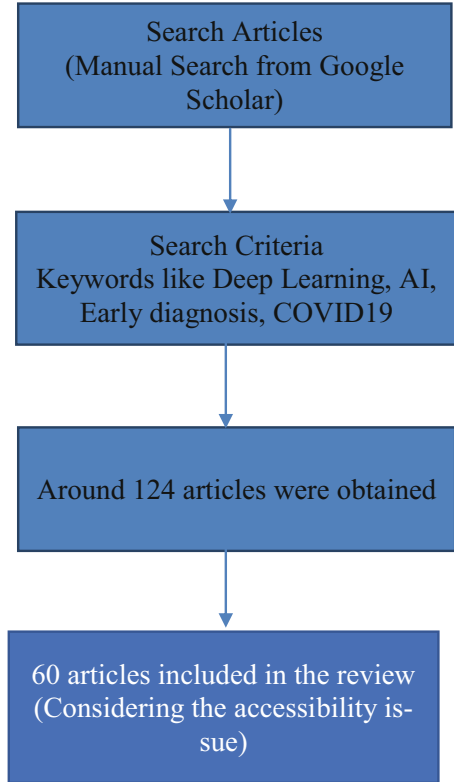 Search Articles
(Manual Search from Google
Scholar)
Search Criteria
Keywords like Deep Learning, AI,
Early diagnosis, COVID19
Around 124 articles were obtained
60 articles included in the review
(Considering the accessibility is-
sue)